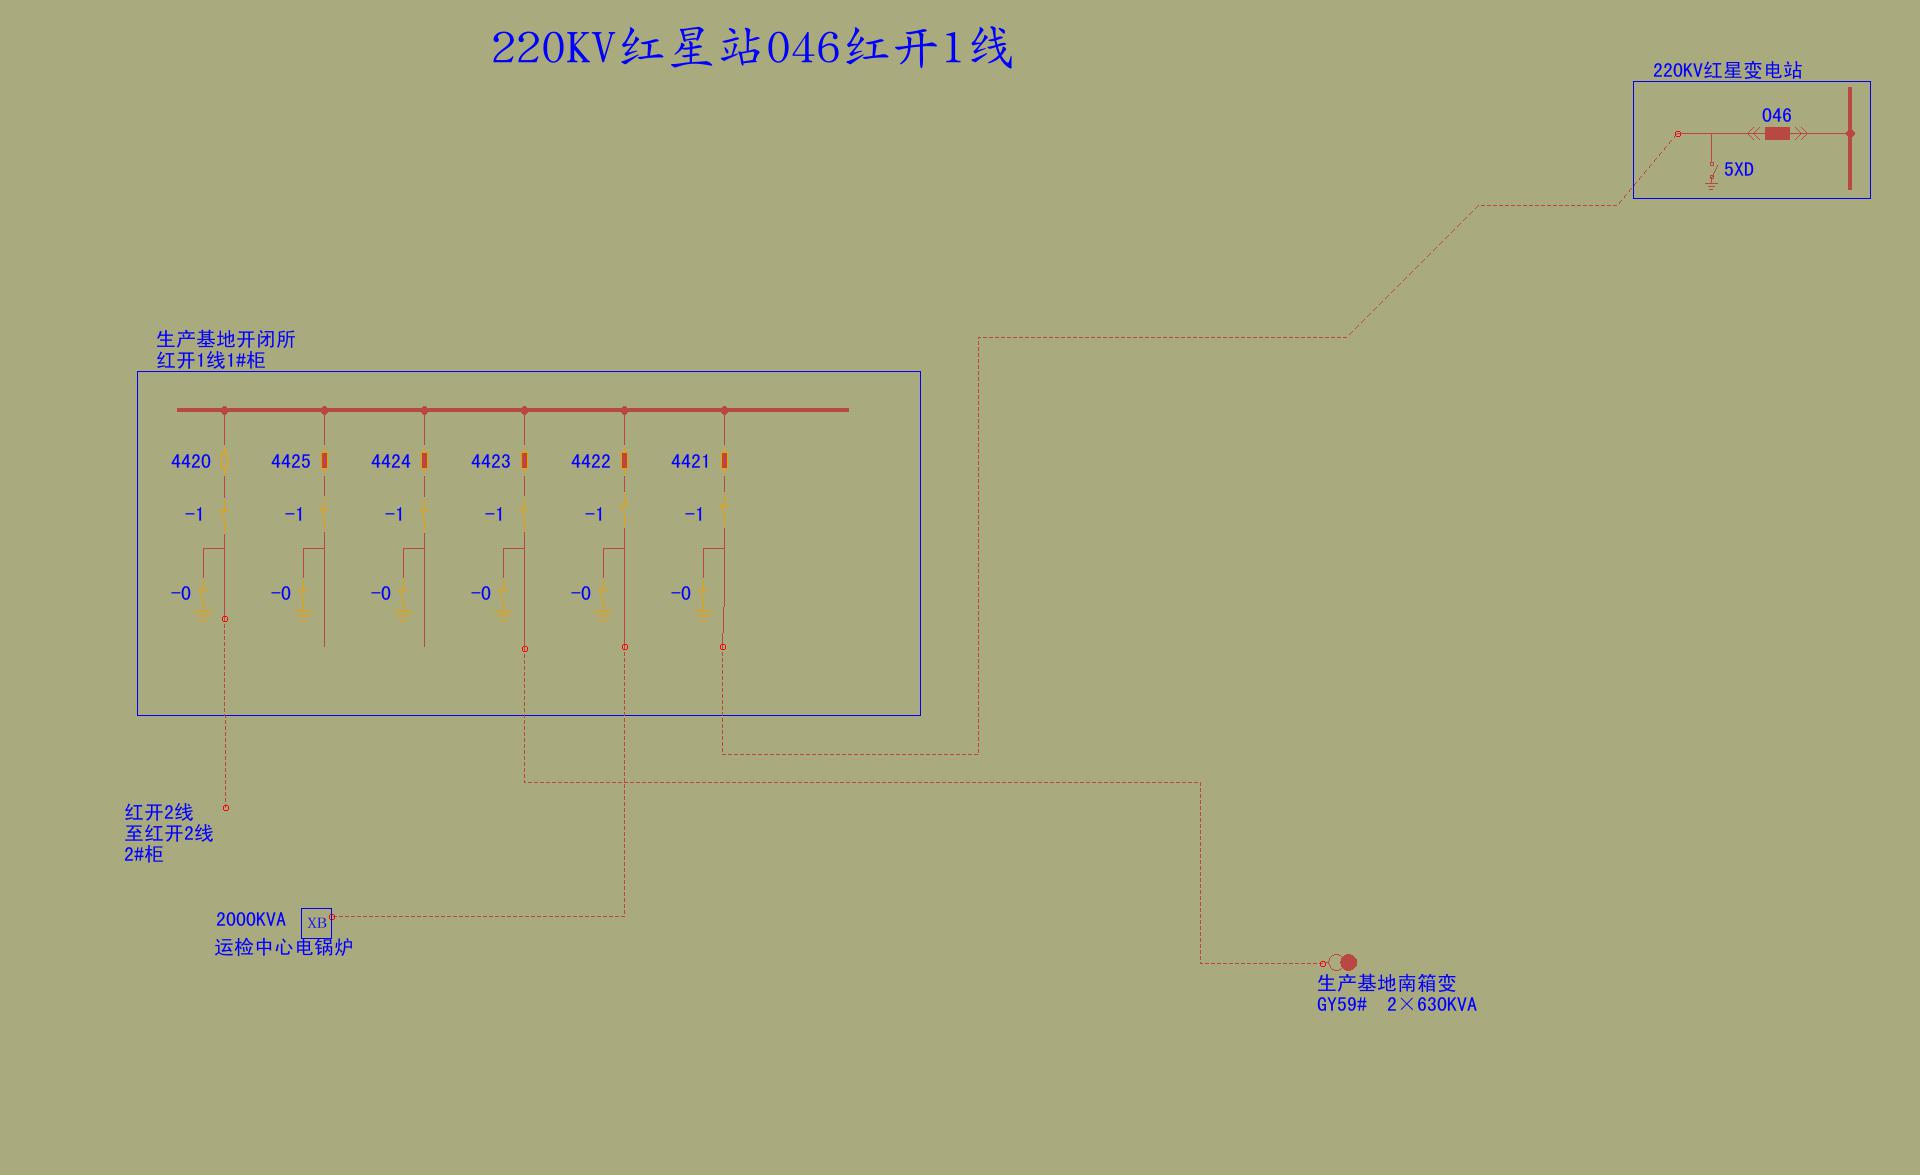 220KV红星站046红开1线
220KV红星变电站
046
5XD
生产基地开闭所
红开1线1#柜
4420 4425 4424 4423 4422 4421
-1 -1 -1 -1 -1 -1
-0 -0 -0 -0 -0 -0
红开2线
至红开2线
2#柜
2000KVA XB
运检中心电锅炉
生产基地南箱变
GY59# 2×630KVA